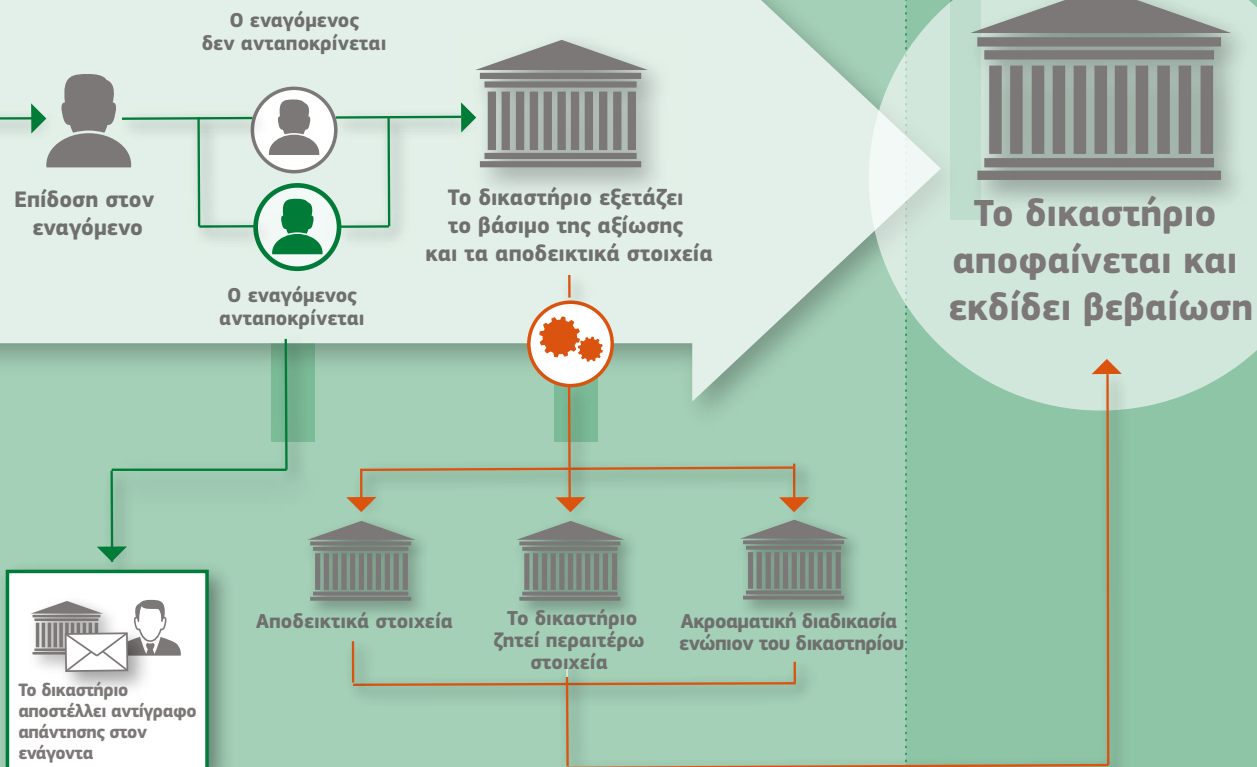 Ο εναγόμενος
δεν ανταποκρίνεται
Επίδοση στον
εναγόμενο
Το δικαστήριο εξετάζει
το βάσιμο της αξίωσης
και τα αποδεικτικά στοιχεία
Ο εναγόμενος
ανταποκρίνεται
Το δικαστήριο
αποφαίνεται και
εκδίδει βεβαίωση
Αποδεικτικά στοιχεία
Το δικαστήριο
ζητεί περαιτέρω
στοιχεία
Ακροαματική διαδικασία
ενώπιον του δικαστηρίου
Το δικαστήριο
αποστέλλει αντίγραφο
απάντησης στον
ενάγοντα